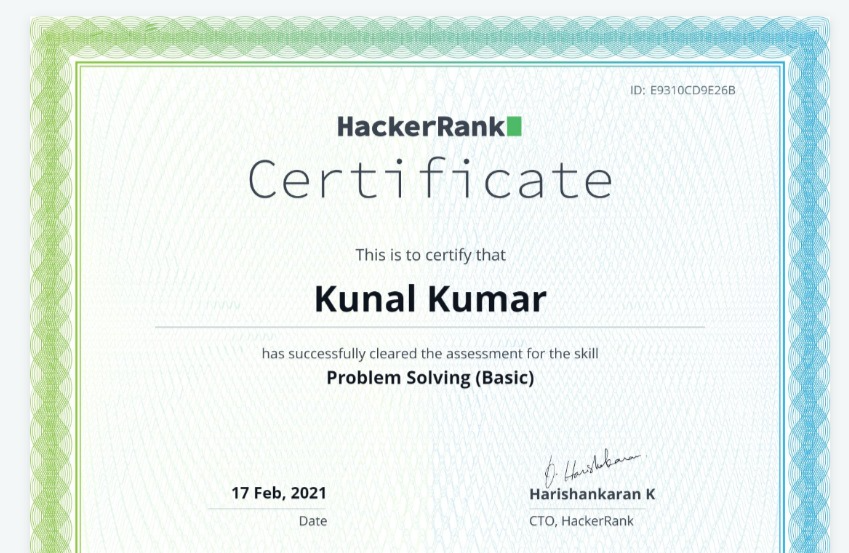 ID: E9310CD9E26B
HackerRank
Certificate
This is to certify that
Kunal Kumar
has successfully cleared the assessment for the skill
Problem Solving (Basic)
D. Harishankaran
17 Feb, 2021
Harishankaran K
Date
CTO, HackerRank